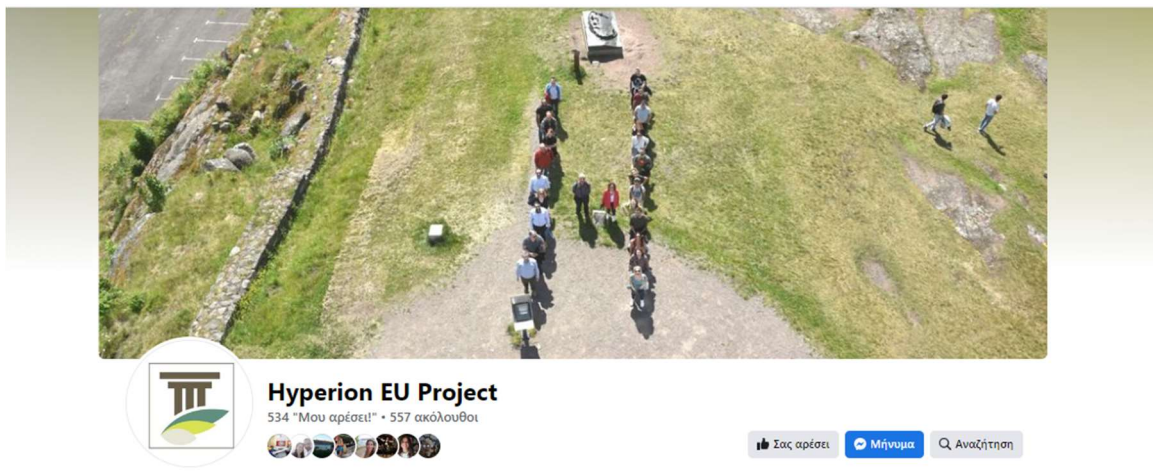 Hyperion EU Project
534 "Μου αρέσει!" • 557 ακόλουθοι
Σας αρέσει
Μήνυμα
Αναζήτηση